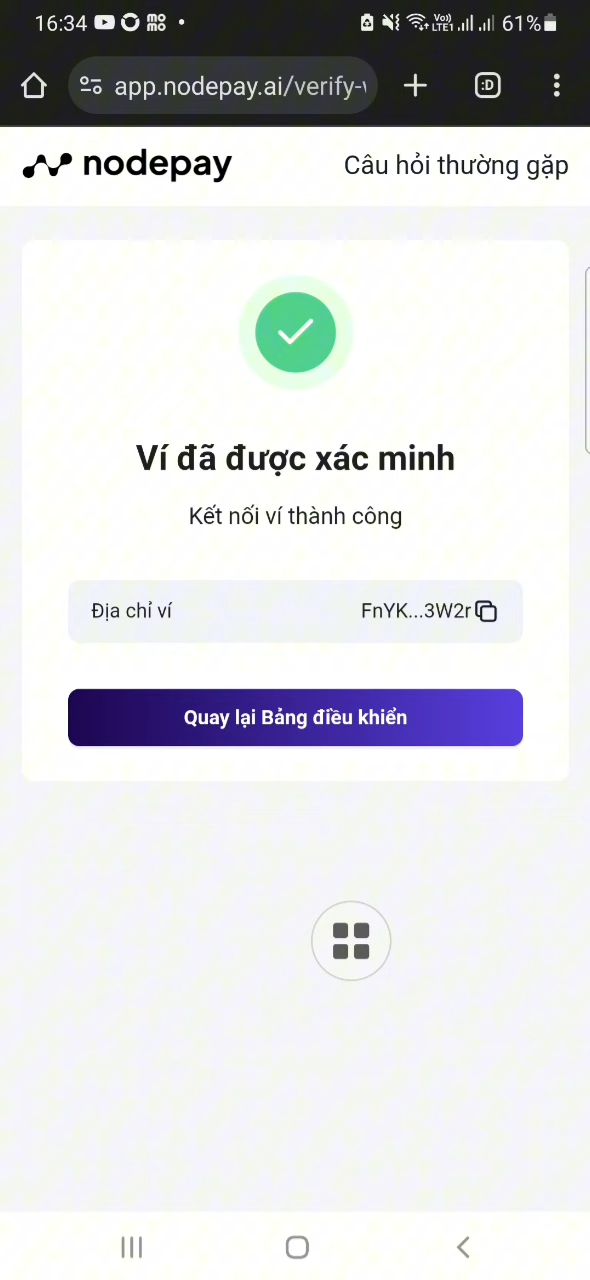 16:34 61%
app.nodepay.ai/verify-
nodepay Câu hỏi thường gặp
Ví đã được xác minh
Kết nối ví thành công
Địa chỉ ví FnYK...3W2r
Quay lại Bảng điều khiển